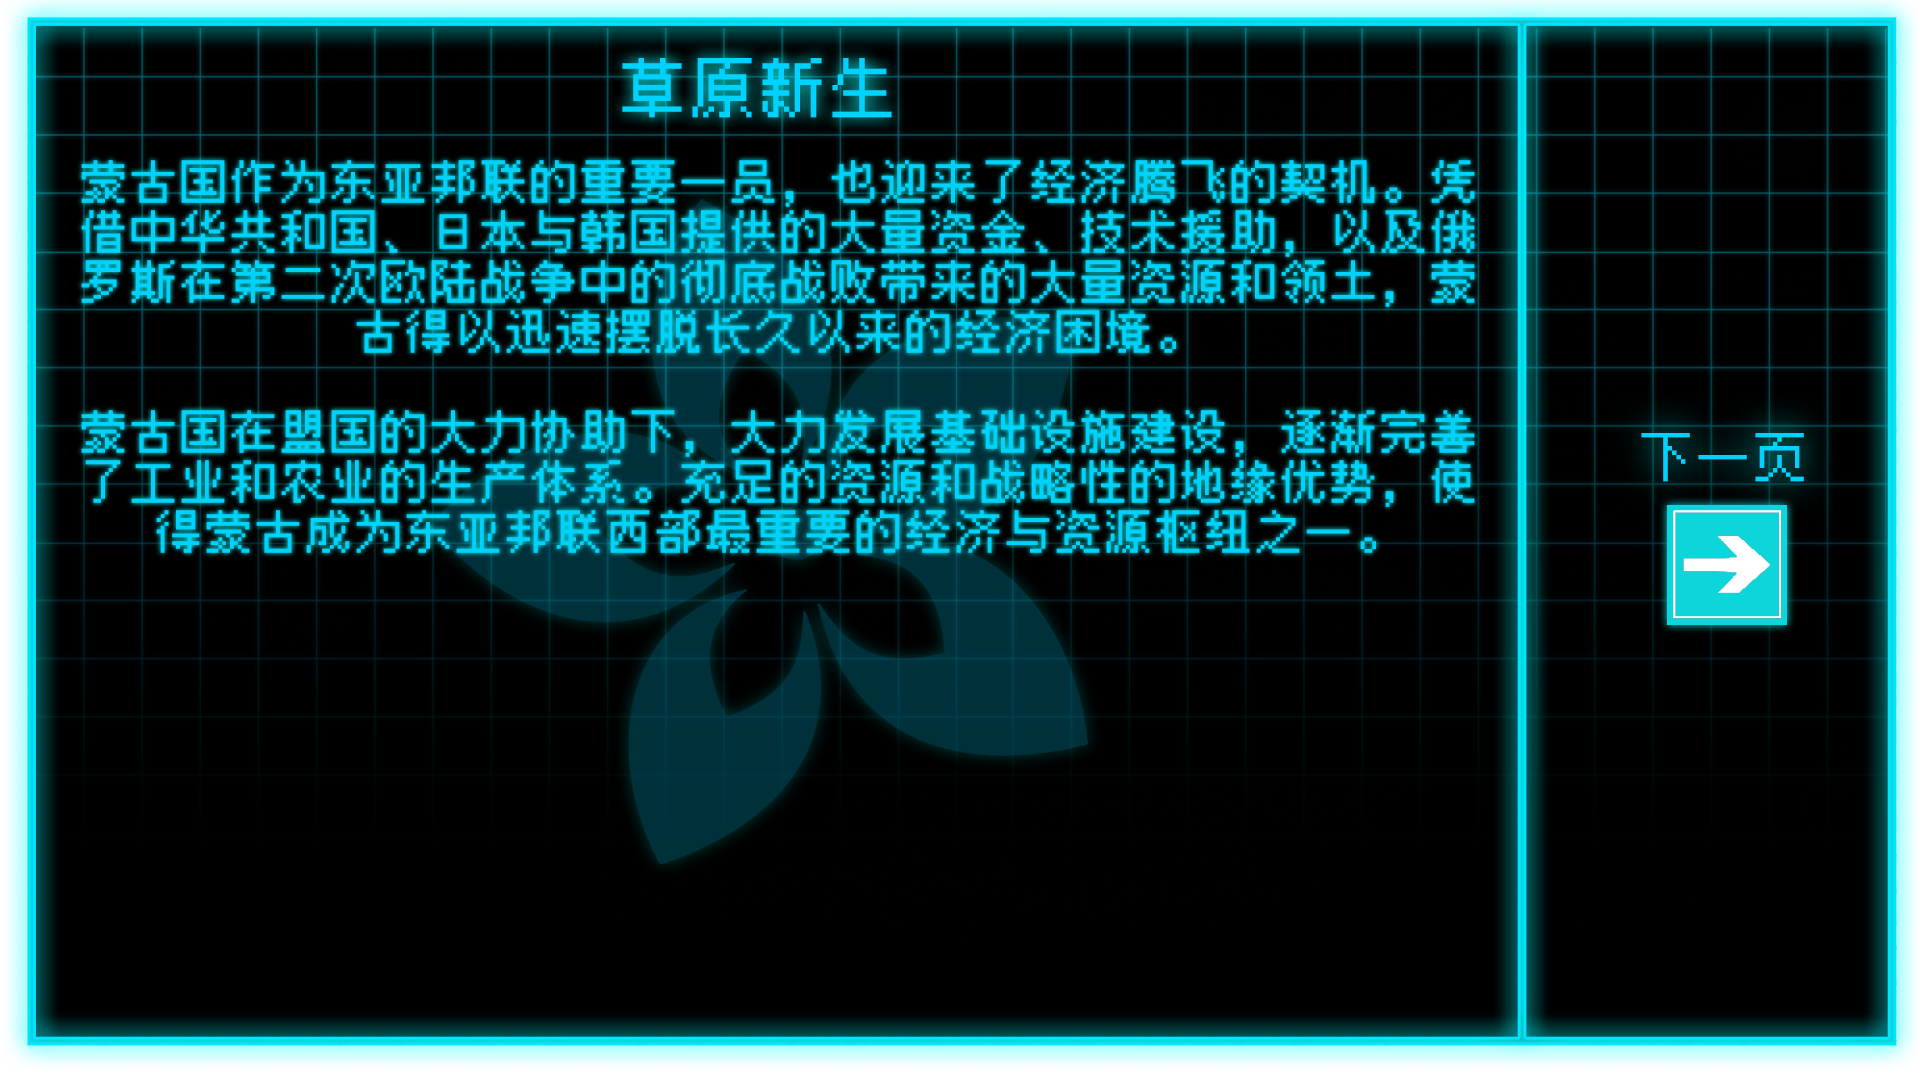 草原新生
蒙古国作为东亚邦联的重要一员，也迎来了经济腾飞的契机。凭
借中华共和国、日本与韩国提供的大量资金、技术援助，以及俄
罗斯在第二次欧陆战争中的彻底战败带来的大量资源和领土，蒙
古得以迅速摆脱长久以来的经济困境。
蒙古国在盟国的大力协助下，大力发展基础设施建设，逐渐完善
了工业和农业的生产体系。充足的资源和战略性的地缘优势，使
得蒙古成为东亚邦联西部最重要的经济与资源枢纽之一。
下一页